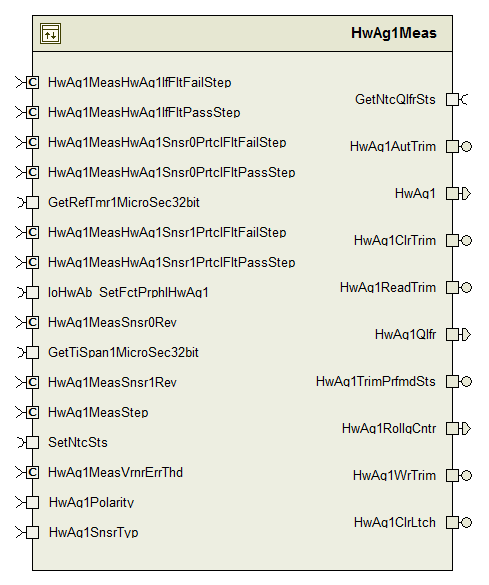 HwAg1Meas
HwAg1MeasHwAg1IfFltFailStep
HwAg1MeasHwAg1IfFltPassStep
HwAg1MeasHwAg1Snsr0PrtclFltFailStep
HwAg1MeasHwAg1Snsr0PrtclFltPassStep
GetRefTmr1MicroSec32bit
HwAg1MeasHwAg1Snsr1PrtclFltFailStep
HwAg1MeasHwAg1Snsr1PrtclFltPassStep
IoHwAb_SetFctPrphlHwAg1
HwAg1MeasSnsr0Rev
GetTiSpan1MicroSec32bit
HwAg1MeasSnsr1Rev
HwAg1MeasStep
SetNtcSts
HwAg1MeasVrnrErrThd
HwAg1Polarity
HwAg1SnsrTyp
GetNtcQlfrSts
HwAg1AutTrim
HwAg1
HwAg1ClrTrim
HwAg1ReadTrim
HwAg1Qlfr
HwAg1TrimPrfmdSts
HwAg1RollgCntr
HwAg1WrTrim
HwAg1ClrLtch
C
C
C
C
C
C
C
C
C
C